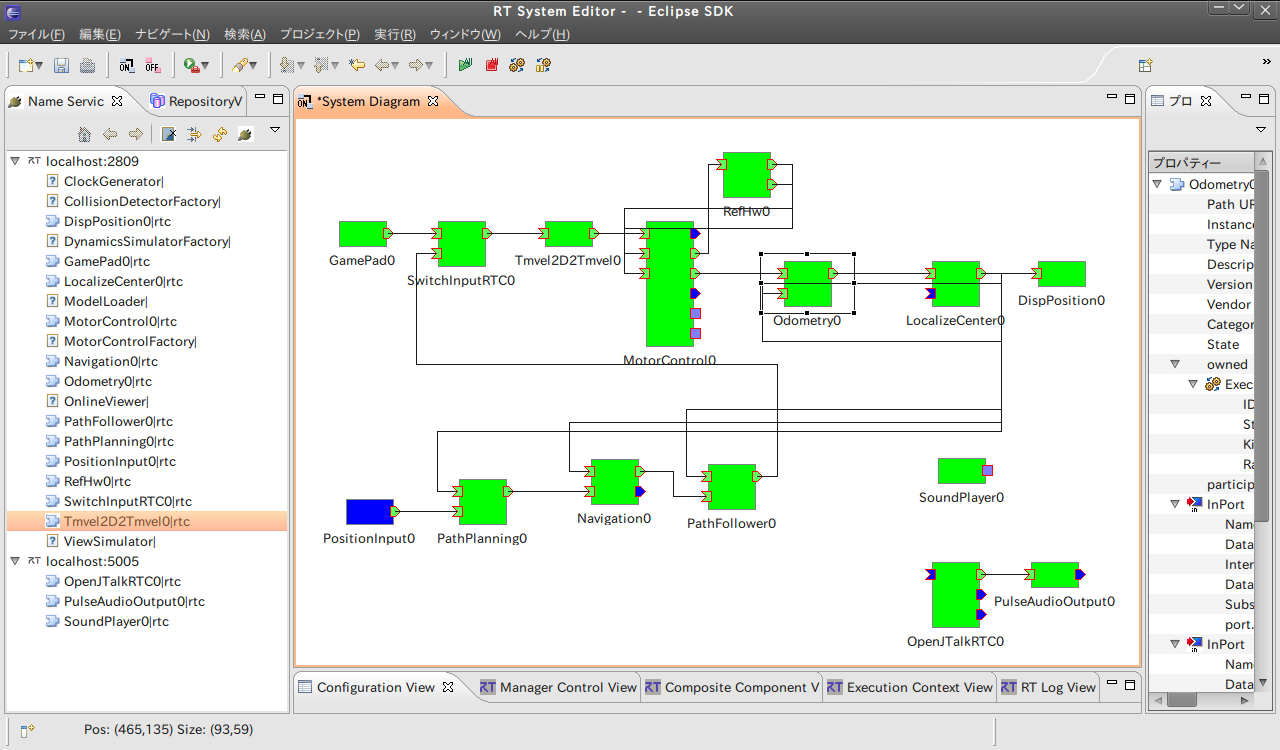 RT System Editor -  - Eclipse SDK
ファイル(F) 編集(E) ナビゲート(N) 検索(A) プロジェクト(P) 実行(R) ウィンドウ(W) ヘルプ(H)
ON OFF
Name Servic RepositoryV
*System Diagram
プロ
localhost:2809
ClockGenerator|
CollisionDetectorFactory|
DispPosition0|rtc
DynamicsSimulatorFactory|
GamePad0|rtc
LocalizeCenter0|rtc
ModelLoader|
MotorControl0|rtc
MotorControlFactory|
Navigation0|rtc
Odometry0|rtc
OnlineViewer|
PathFollower0|rtc
PathPlanning0|rtc
PositionInput0|rtc
RefHw0|rtc
SwitchInputRTC0|rtc
Tmvel2D2Tmvel0|rtc
ViewSimulator|
localhost:5005
OpenJTalkRTC0|rtc
PulseAudioOutput0|rtc
SoundPlayer0|rtc
RefHw0
GamePad0
SwitchInputRTC0
Tmvel2D2Tmvel0
MotorControl0
Odometry0
LocalizeCenter0
DispPosition0
PositionInput0
PathPlanning0
Navigation0
PathFollower0
SoundPlayer0
OpenJTalkRTC0
PulseAudioOutput0
プロパティー
Odometry0
Path UR
Instance
Type Na
Descrip
Version
Vendor
Categor
State
owned
Exec
ID
St
Ki
Ra
particip
InPort
Name
Data
Inter
Data
Subs
port.
InPort
Name
Data
Configuration View Manager Control View Composite Component V Execution Context View RT Log View
Pos: (465,135) Size: (93,59)